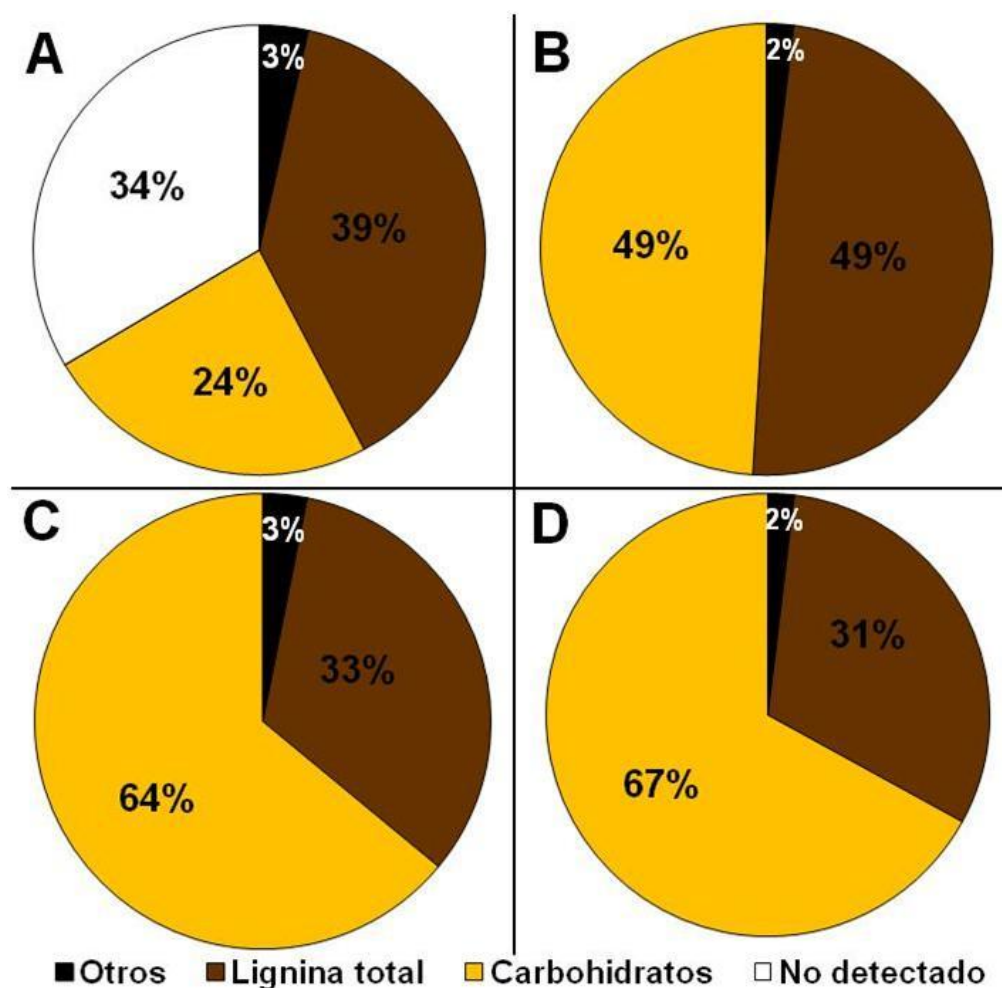 A
3%
39%
24%
34%
B
2%
49%
49%
C
3%
33%
64%
D
2%
31%
67%
Otros Lignina total Carbohidratos No detectado